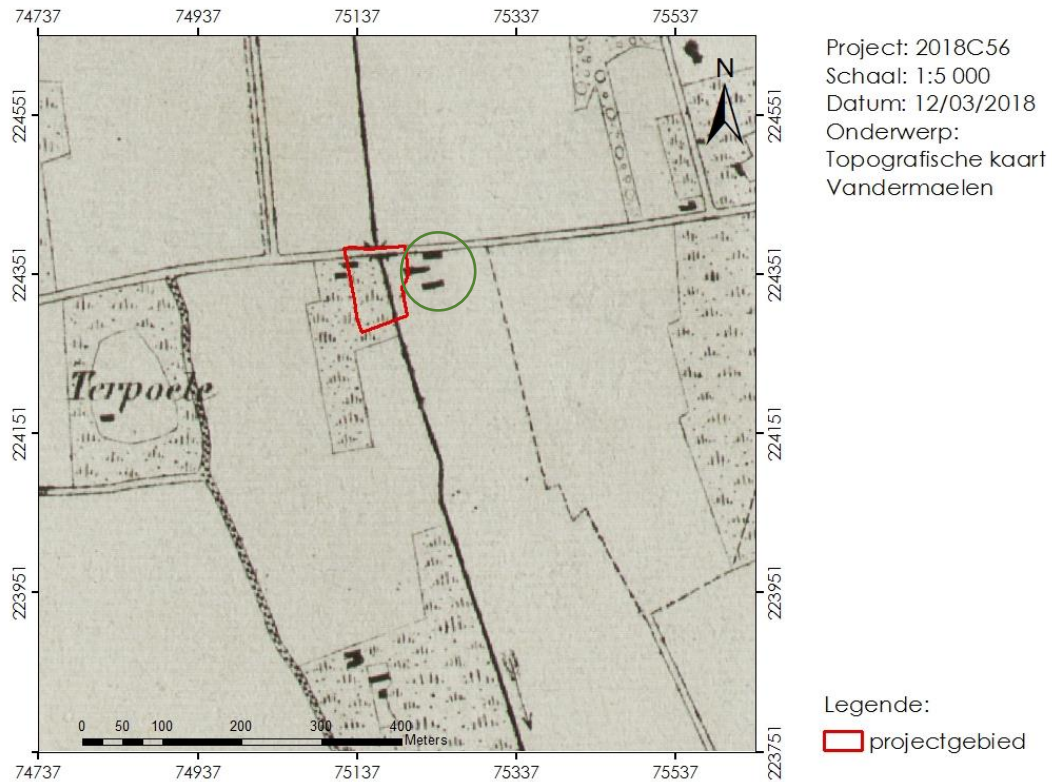 74737 74937 75137 75337 75537
Project: 2018C56
Schaal: 1:5 000
Datum: 12/03/2018
Onderwerp:
Topografische kaart
Vandermaelen
N
224551 224551
224351 224351
Terpoele
224151 224151
223951 223951
0 50 100 200 300 400
Meters
22375
74737 74937 75137 75337 75537
Legende:
projectgebied